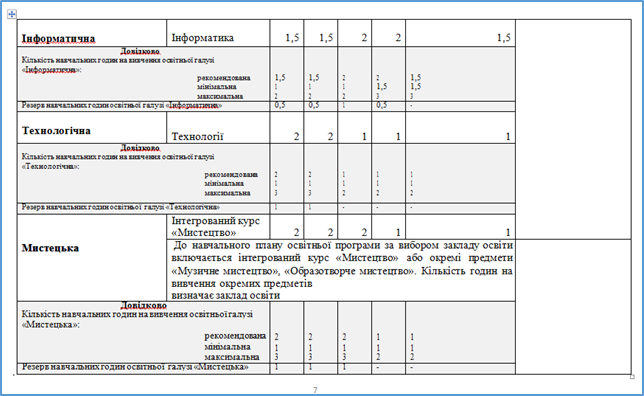 Інформатична Інформатика 1,5 1,5 2 2 1,5
Довідково
Кількість навчальних годин на вивчення освітньої галузі
«Інформатична»:
рекомендована 1,5 1,5 2 2 1,5
мінімальна 1 1 1 1,5 1,5
максимальна 2 2 2 3 3
Резерв навчальних годин освітньої галузі «Інформатична» 0,5 0,5 1 0,5 -
Технологічна Технології 2 2 1 1 1
Довідково
Кількість навчальних годин на вивчення освітньої галузі
«Технологічна»:
рекомендована 2 2 1 1 1
мінімальна 1 1 1 1 1
максимальна 3 3 2 2 2
Резерв навчальних годин освітньої галузі «Технологічна» 1 1 - - -
Мистецька Інтегрований курс
«Мистецтво» 2 2 2 1 1
До навчального плану освітньої програми за вибором закладу освіти
включається інтегрований курс «Мистецтво» або окремі предмети
«Музичне мистецтво», «Образотворче мистецтво». Кількість годин на
вивчення окремих предметів
визначає заклад освіти
Довідково
Кількість навчальних годин на вивчення освітньої галузі
«Мистецька»:
рекомендована 2 2 2 1 1
мінімальна 1 1 1 1 1
максимальна 3 3 3 2 2
Резерв навчальних годин освітньої галузі «Мистецька» 1 1 1 - -
7